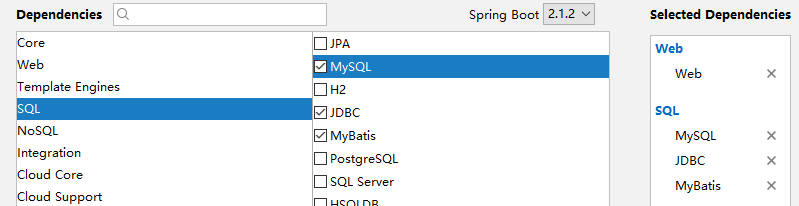 Dependencies
Spring Boot 2.1.2
Selected Dependencies
Core
Web
Template Engines
SQL
NoSQL
Integration
Cloud Core
Cloud Support
JPA
MySQL
H2
JDBC
MyBatis
PostgreSQL
SQL Server
HSQLDB
Web
Web
SQL
MySQL
JDBC
MyBatis